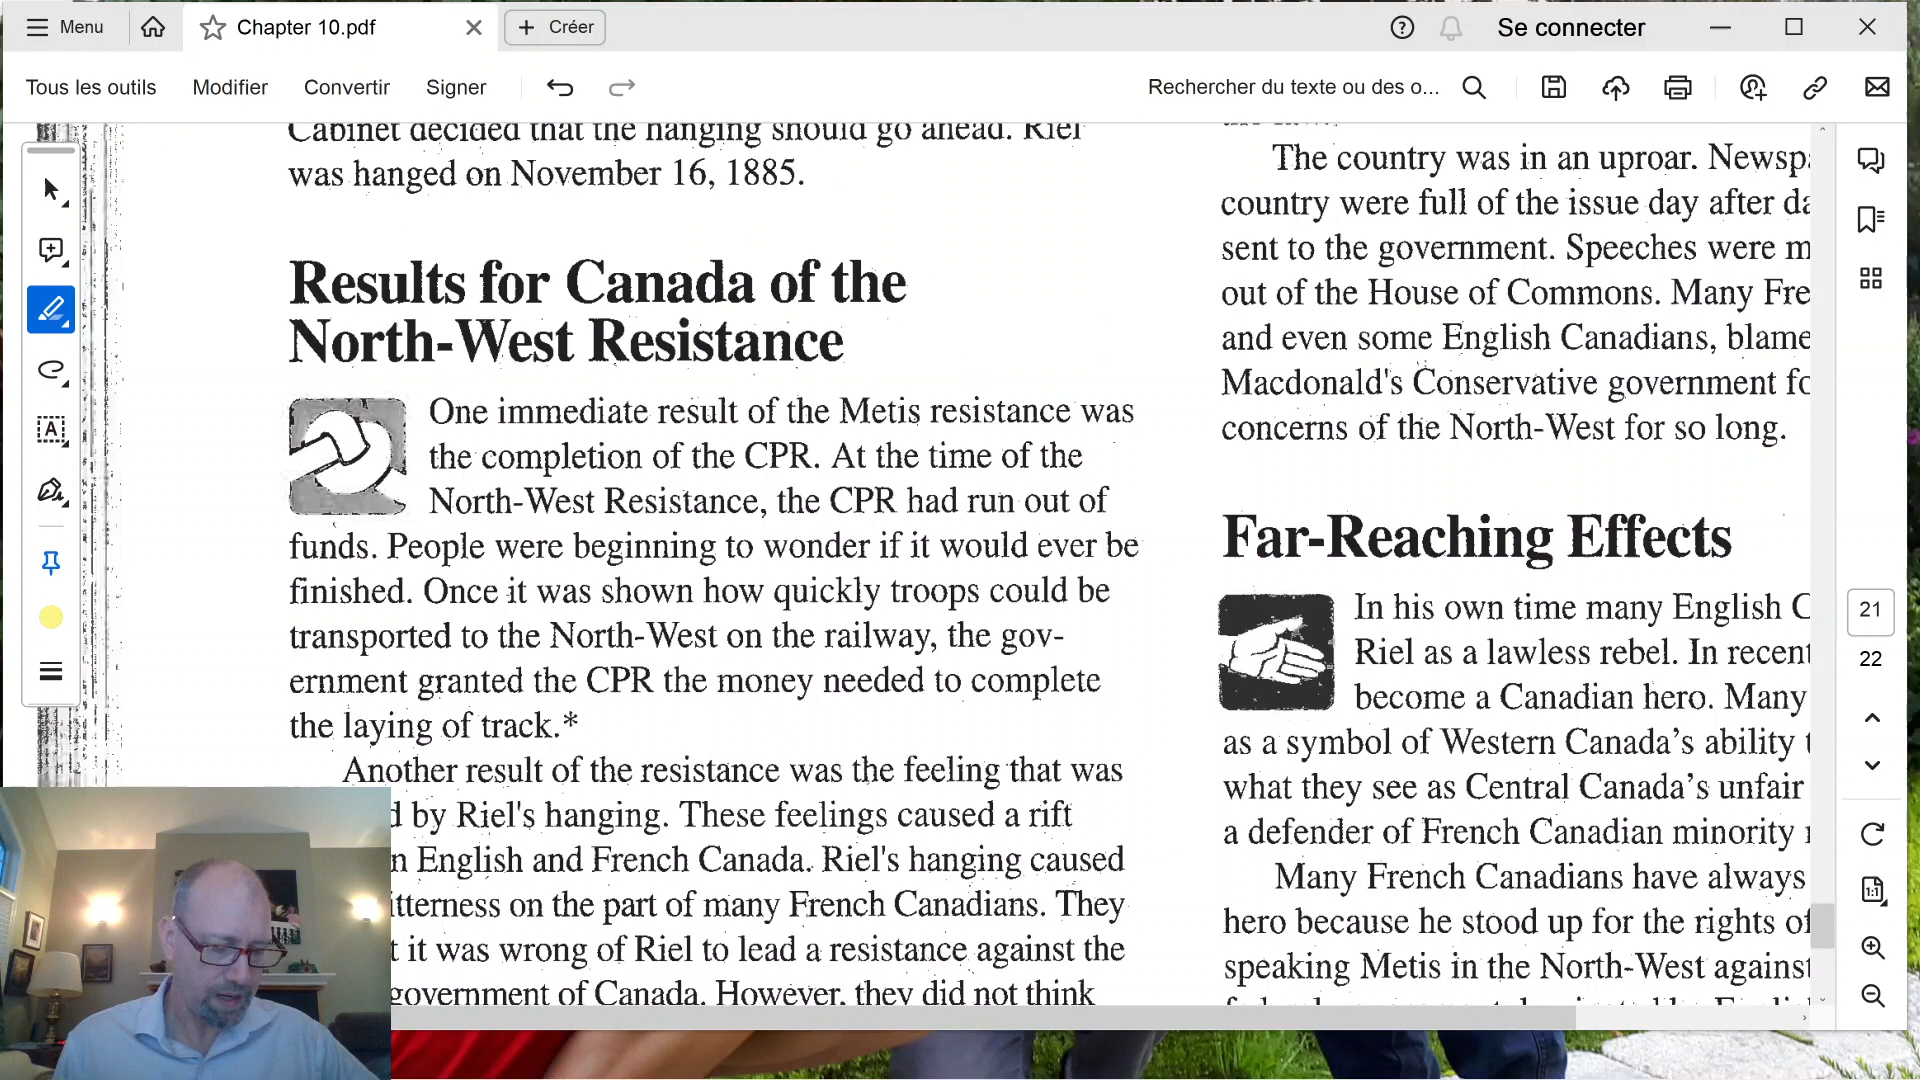 Menu
Chapter 10.pdf
Créer
Se connecter
Tous les outils
Modifier
Convertir
Signer
Rechercher du texte ou des o...
Cabinet decided that the hanging should go ahead. Riel
was hanged on November 16, 1885.
Results for Canada of the
North-West Resistance
One immediate result of the Metis resistance was
the completion of the CPR. At the time of the
North-West Resistance, the CPR had run out of
funds. People were beginning to wonder if it would ever be
finished. Once it was shown how quickly troops could be
transported to the North-West on the railway, the gov-
ernment granted the CPR the money needed to complete
the laying of track.*
Another result of the resistance was the feeling that was
by Riel's hanging. These feelings caused a rift
English and French Canada. Riel's hanging caused
itterness on the part of many French Canadians. They
it was wrong of Riel to lead a resistance against the
government of Canada. However, they did not think
The country was in an uproar. Newspa
country were full of the issue day after da
sent to the government. Speeches were m
out of the House of Commons. Many Fre
and even some English Canadians, blame
Macdonald's Conservative government fo
concerns of the North-West for so long.
Far-Reaching Effects
In his own time many English C
Riel as a lawless rebel. In recent
become a Canadian hero. Many
as a symbol of Western Canada's ability t
what they see as Central Canada's unfair
a defender of French Canadian minority r
Many French Canadians have always
hero because he stood up for the rights of
speaking Metis in the North-West against
21
22